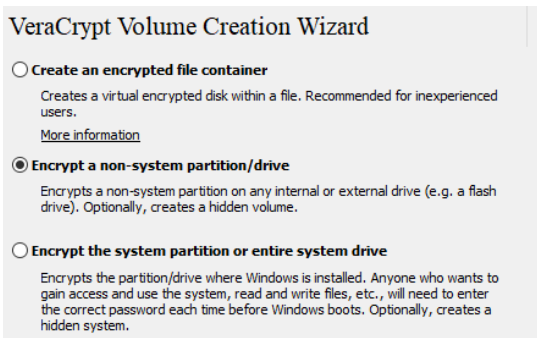 VeraCrypt Volume Creation Wizard
Create an encrypted file container
Creates a virtual encrypted disk within a file. Recommended for inexperienced
users.
More information
Encrypt a non-system partition/drive
Encrypts a non-system partition on any internal or external drive (e.g. a flash
drive). Optionally, creates a hidden volume.
Encrypt the system partition or entire system drive
Encrypts the partition/drive where Windows is installed. Anyone who wants to
gain access and use the system, read and write files, etc., will need to enter
the correct password each time before Windows boots. Optionally, creates a
hidden system.